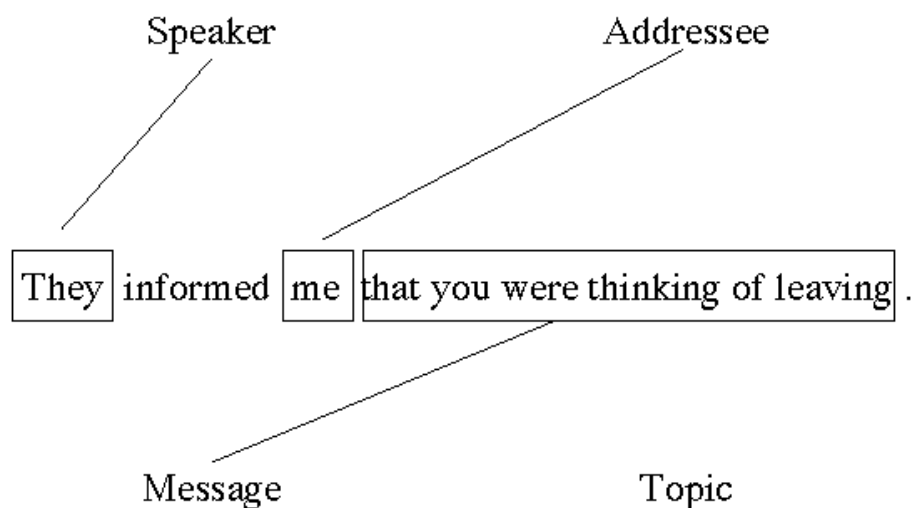 Speaker Addressee
They informed me that you were thinking of leaving .
Message Topic